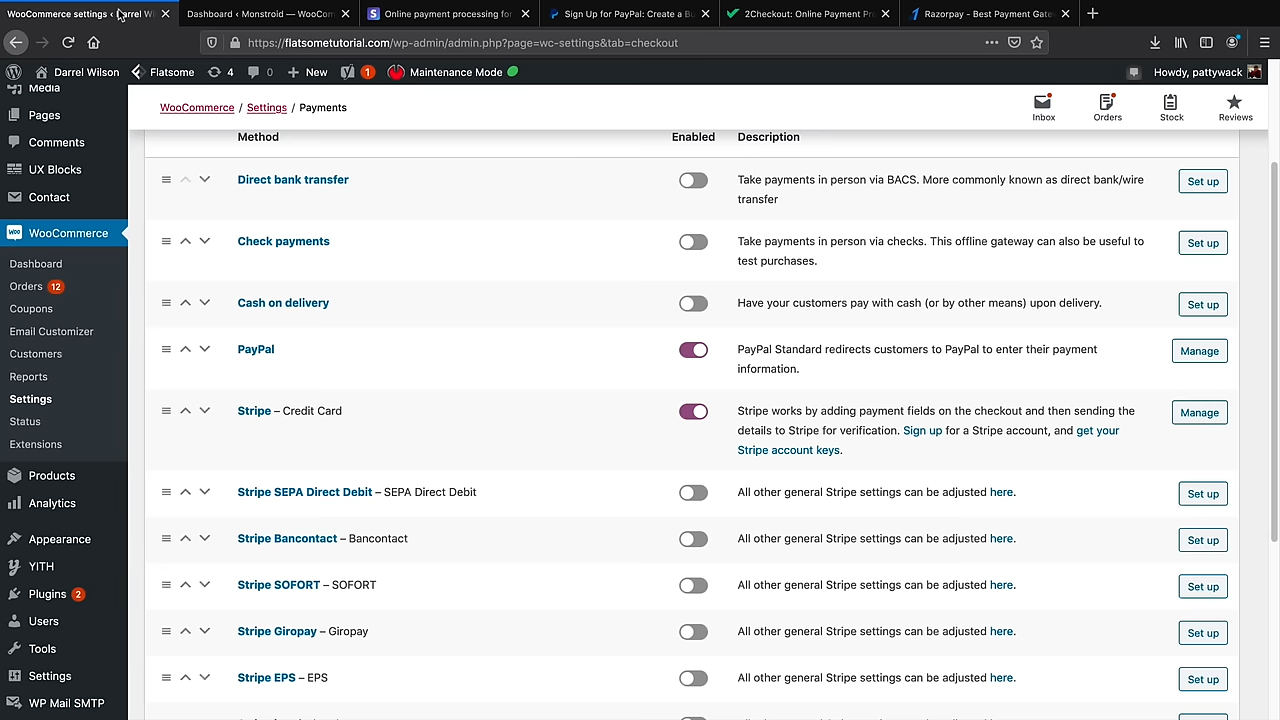 WooCommerce settings ‹ Darrel W
Dashboard ‹ Monstroid — WooCom
Online payment processing for
Sign Up for PayPal: Create a Bu
2Checkout: Online Payment Pr
Razorpay - Best Payment Gate
https://flatsometutorial.com/wp-admin/admin.php?page=wc-settings&tab=checkout
Darrel Wilson
Flatsome
4
0
New
1
Maintenance Mode
Howdy, pattywack
Media
Pages
Comments
UX Blocks
Contact
WooCommerce
Dashboard
Orders 12
Coupons
Email Customizer
Customers
Reports
Settings
Status
Extensions
Products
Analytics
Appearance
YITH
Plugins 2
Users
Tools
Settings
WP Mail SMTP
WooCommerce / Settings / Payments
Inbox
Orders
Stock
Reviews
Method
Enabled
Description
Direct bank transfer
Take payments in person via BACS. More commonly known as direct bank/wire
transfer
Set up
Check payments
Take payments in person via checks. This offline gateway can also be useful to
test purchases.
Set up
Cash on delivery
Have your customers pay with cash (or by other means) upon delivery.
Set up
PayPal
PayPal Standard redirects customers to PayPal to enter their payment
information.
Manage
Stripe – Credit Card
Stripe works by adding payment fields on the checkout and then sending the
details to Stripe for verification. Sign up for a Stripe account, and get your
Stripe account keys.
Manage
Stripe SEPA Direct Debit – SEPA Direct Debit
All other general Stripe settings can be adjusted here.
Set up
Stripe Bancontact – Bancontact
All other general Stripe settings can be adjusted here.
Set up
Stripe SOFORT – SOFORT
All other general Stripe settings can be adjusted here.
Set up
Stripe Giropay – Giropay
All other general Stripe settings can be adjusted here.
Set up
Stripe EPS – EPS
All other general Stripe settings can be adjusted here.
Set up